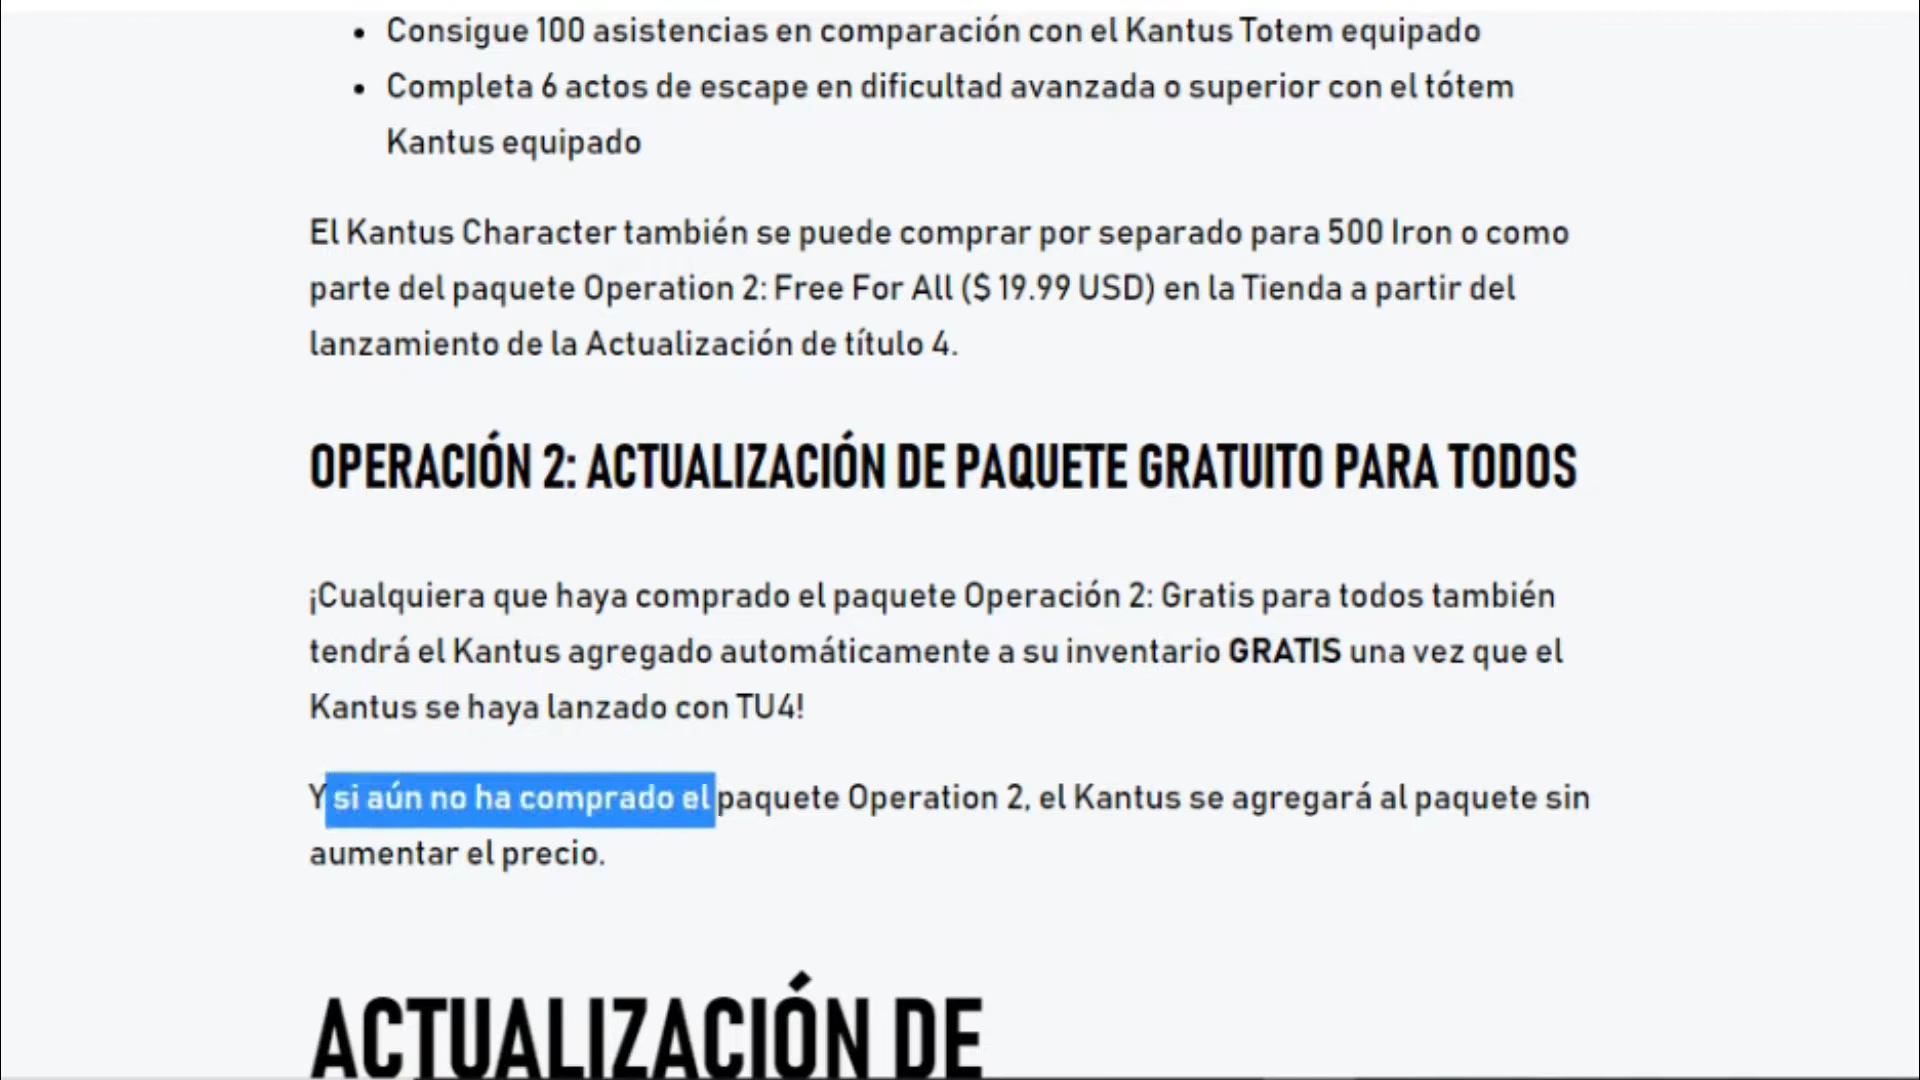 Consigue 100 asistencias en comparación con el Kantus Totem equipado
Completa 6 actos de escape en dificultad avanzada o superior con el tótem
Kantus equipado
El Kantus Character también se puede comprar por separado para 500 Iron o como
parte del paquete Operation 2: Free For All ($ 19.99 USD) en la Tienda a partir del
lanzamiento de la Actualización de título 4.
OPERACIÓN 2: ACTUALIZACIÓN DE PAQUETE GRATUITO PARA TODOS
¡Cualquiera que haya comprado el paquete Operación 2: Gratis para todos también
tendrá el Kantus agregado automáticamente a su inventario GRATIS una vez que el
Kantus se haya lanzado con TU4!
Y si aún no ha comprado el paquete Operation 2, el Kantus se agregará al paquete sin
aumentar el precio.
ACTUALIZACIÓN DE